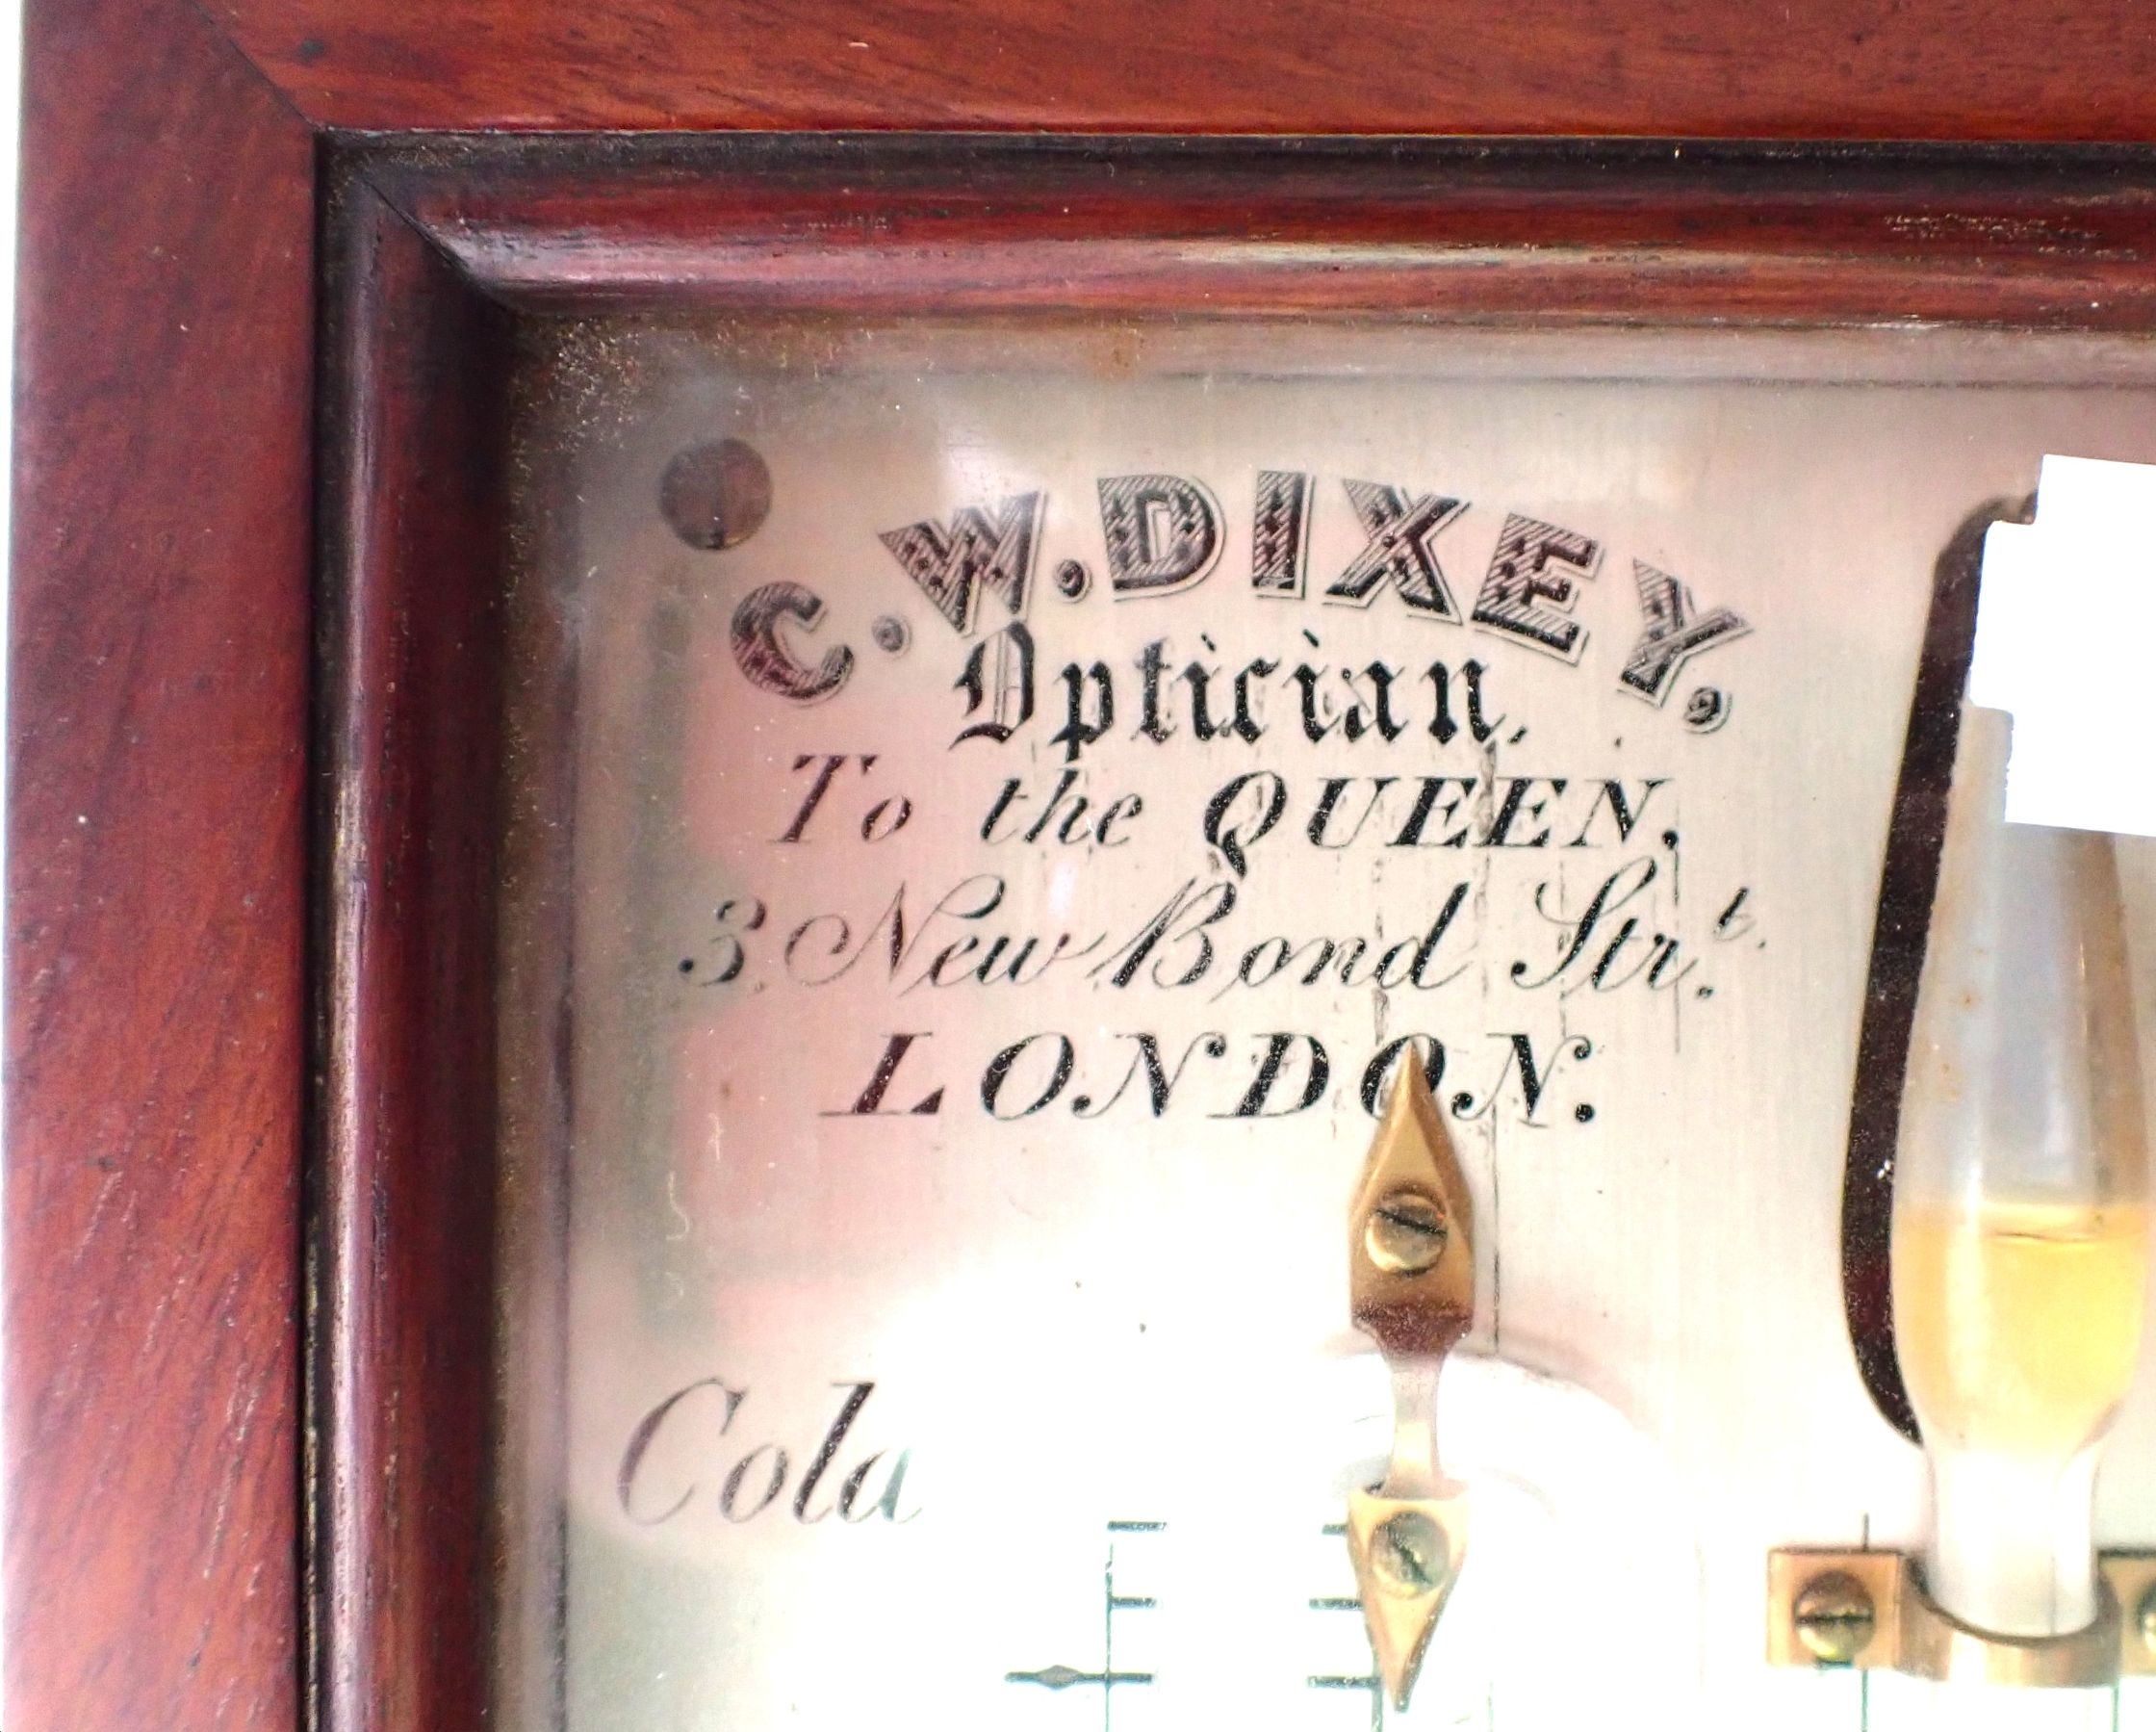 C.W.DIXEY.
Optician,
To the QUEEN,
3 New Bond Str.t
LONDON.
Cold